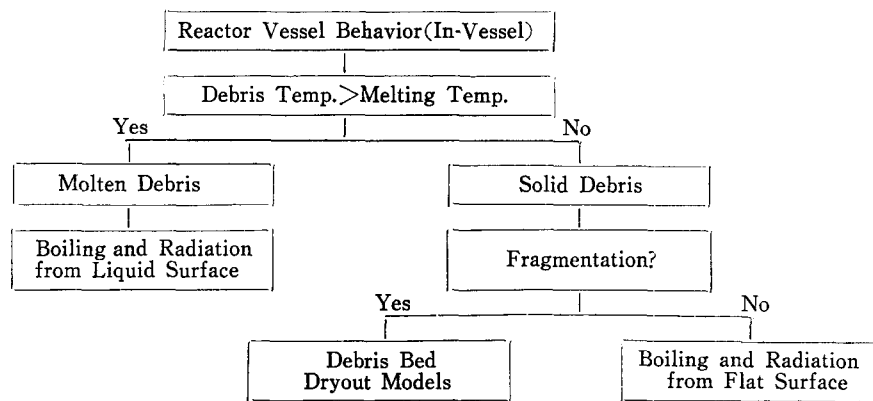 Reactor Vessel Behavior(In-Vessel)
Debris Temp.>Melting Temp.
Yes
No
Molten Debris
Solid Debris
Boiling and Radiation
from Liquid Surface
Fragmentation?
Yes
No
Debris Bed
Dryout Models
Boiling and Radiation
from Flat Surface